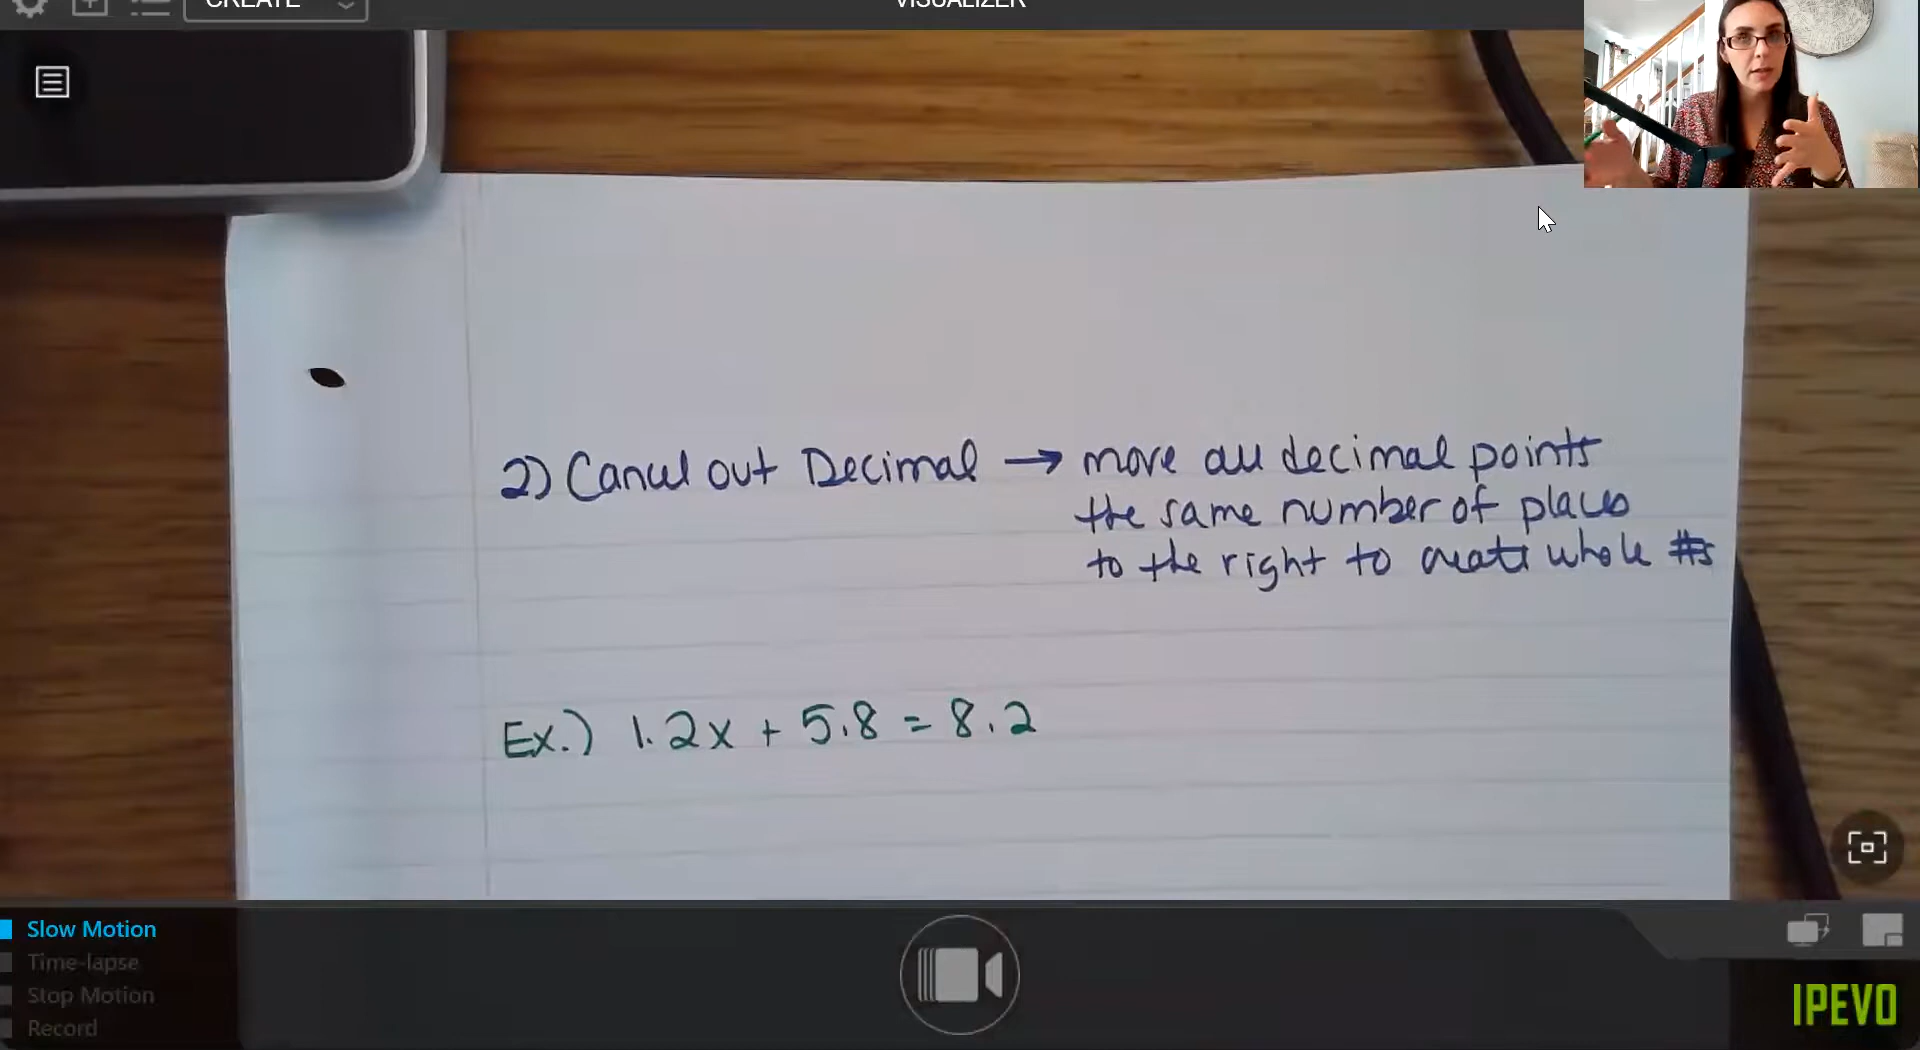 CREATE
VISUALIZER
2) Cancel out Decimal → move all decimal points
the same number of places
to the right to create whole #s
Ex.) 1.2x + 5.8 = 8.2
Slow Motion
Time-lapse
Stop Motion
Record
IPEVO